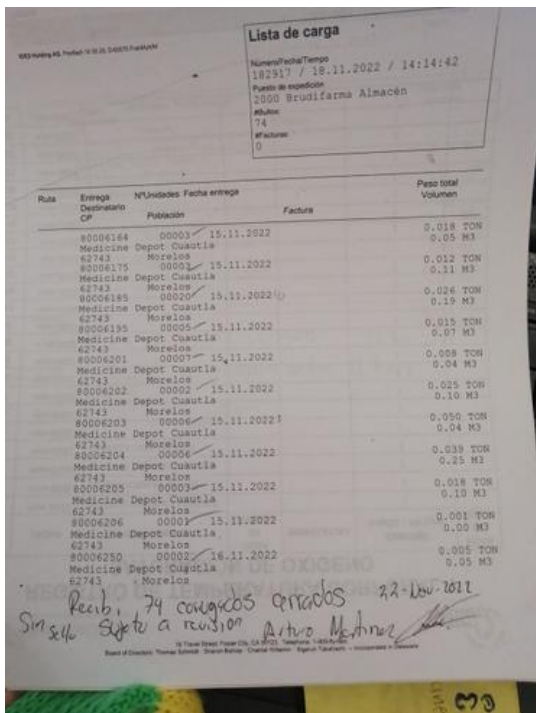 Lista de carga
Número/Fecha/Tiempo
182917 / 18.11.2022 / 14:14:42
Puesto de expedición
2000 Brudifarma Almacén
#Bultos
74
#Facturas
0
Ruta Entrega Nº Unidades Fecha entrega Peso total
Destinatario Factura Volumen
CP Población
80006164 00003 15.11.2022 0.018 TON
Medicine Depot Cuautla 0.05 M3
62743 Morelos
80006175 00002 15.11.2022 0.012 TON
Medicine Depot Cuautla 0.11 M3
62743 Morelos
80006185 00020 15.11.2022 0.026 TON
Medicine Depot Cuautla 0.19 M3
62743 Morelos
80006195 00005 15.11.2022 0.015 TON
Medicine Depot Cuautla 0.07 M3
62743 Morelos
80006201 00007 15.11.2022 0.008 TON
Medicine Depot Cuautla 0.04 M3
62743 Morelos
80006202 00002 15.11.2022 0.025 TON
Medicine Depot Cuautla 0.10 M3
62743 Morelos
80006203 00006 15.11.2022 0.050 TON
Medicine Depot Cuautla 0.04 M3
62743 Morelos
80006204 00006 15.11.2022 0.039 TON
Medicine Depot Cuautla 0.25 M3
62743 Morelos
80006205 00003 15.11.2022 0.018 TON
Medicine Depot Cuautla 0.10 M3
62743 Morelos
80006206 00001 15.11.2022 0.001 TON
Medicine Depot Cuautla 0.00 M3
62743 Morelos
80006250 00002 16.11.2022 0.005 TON
Medicine Depot Cuautla 0.05 M3
62743 Morelos
Recibi 74 corrugados cerrados 22-Nov-2022
Sin sello sujeto a revisión Arturo Martinez